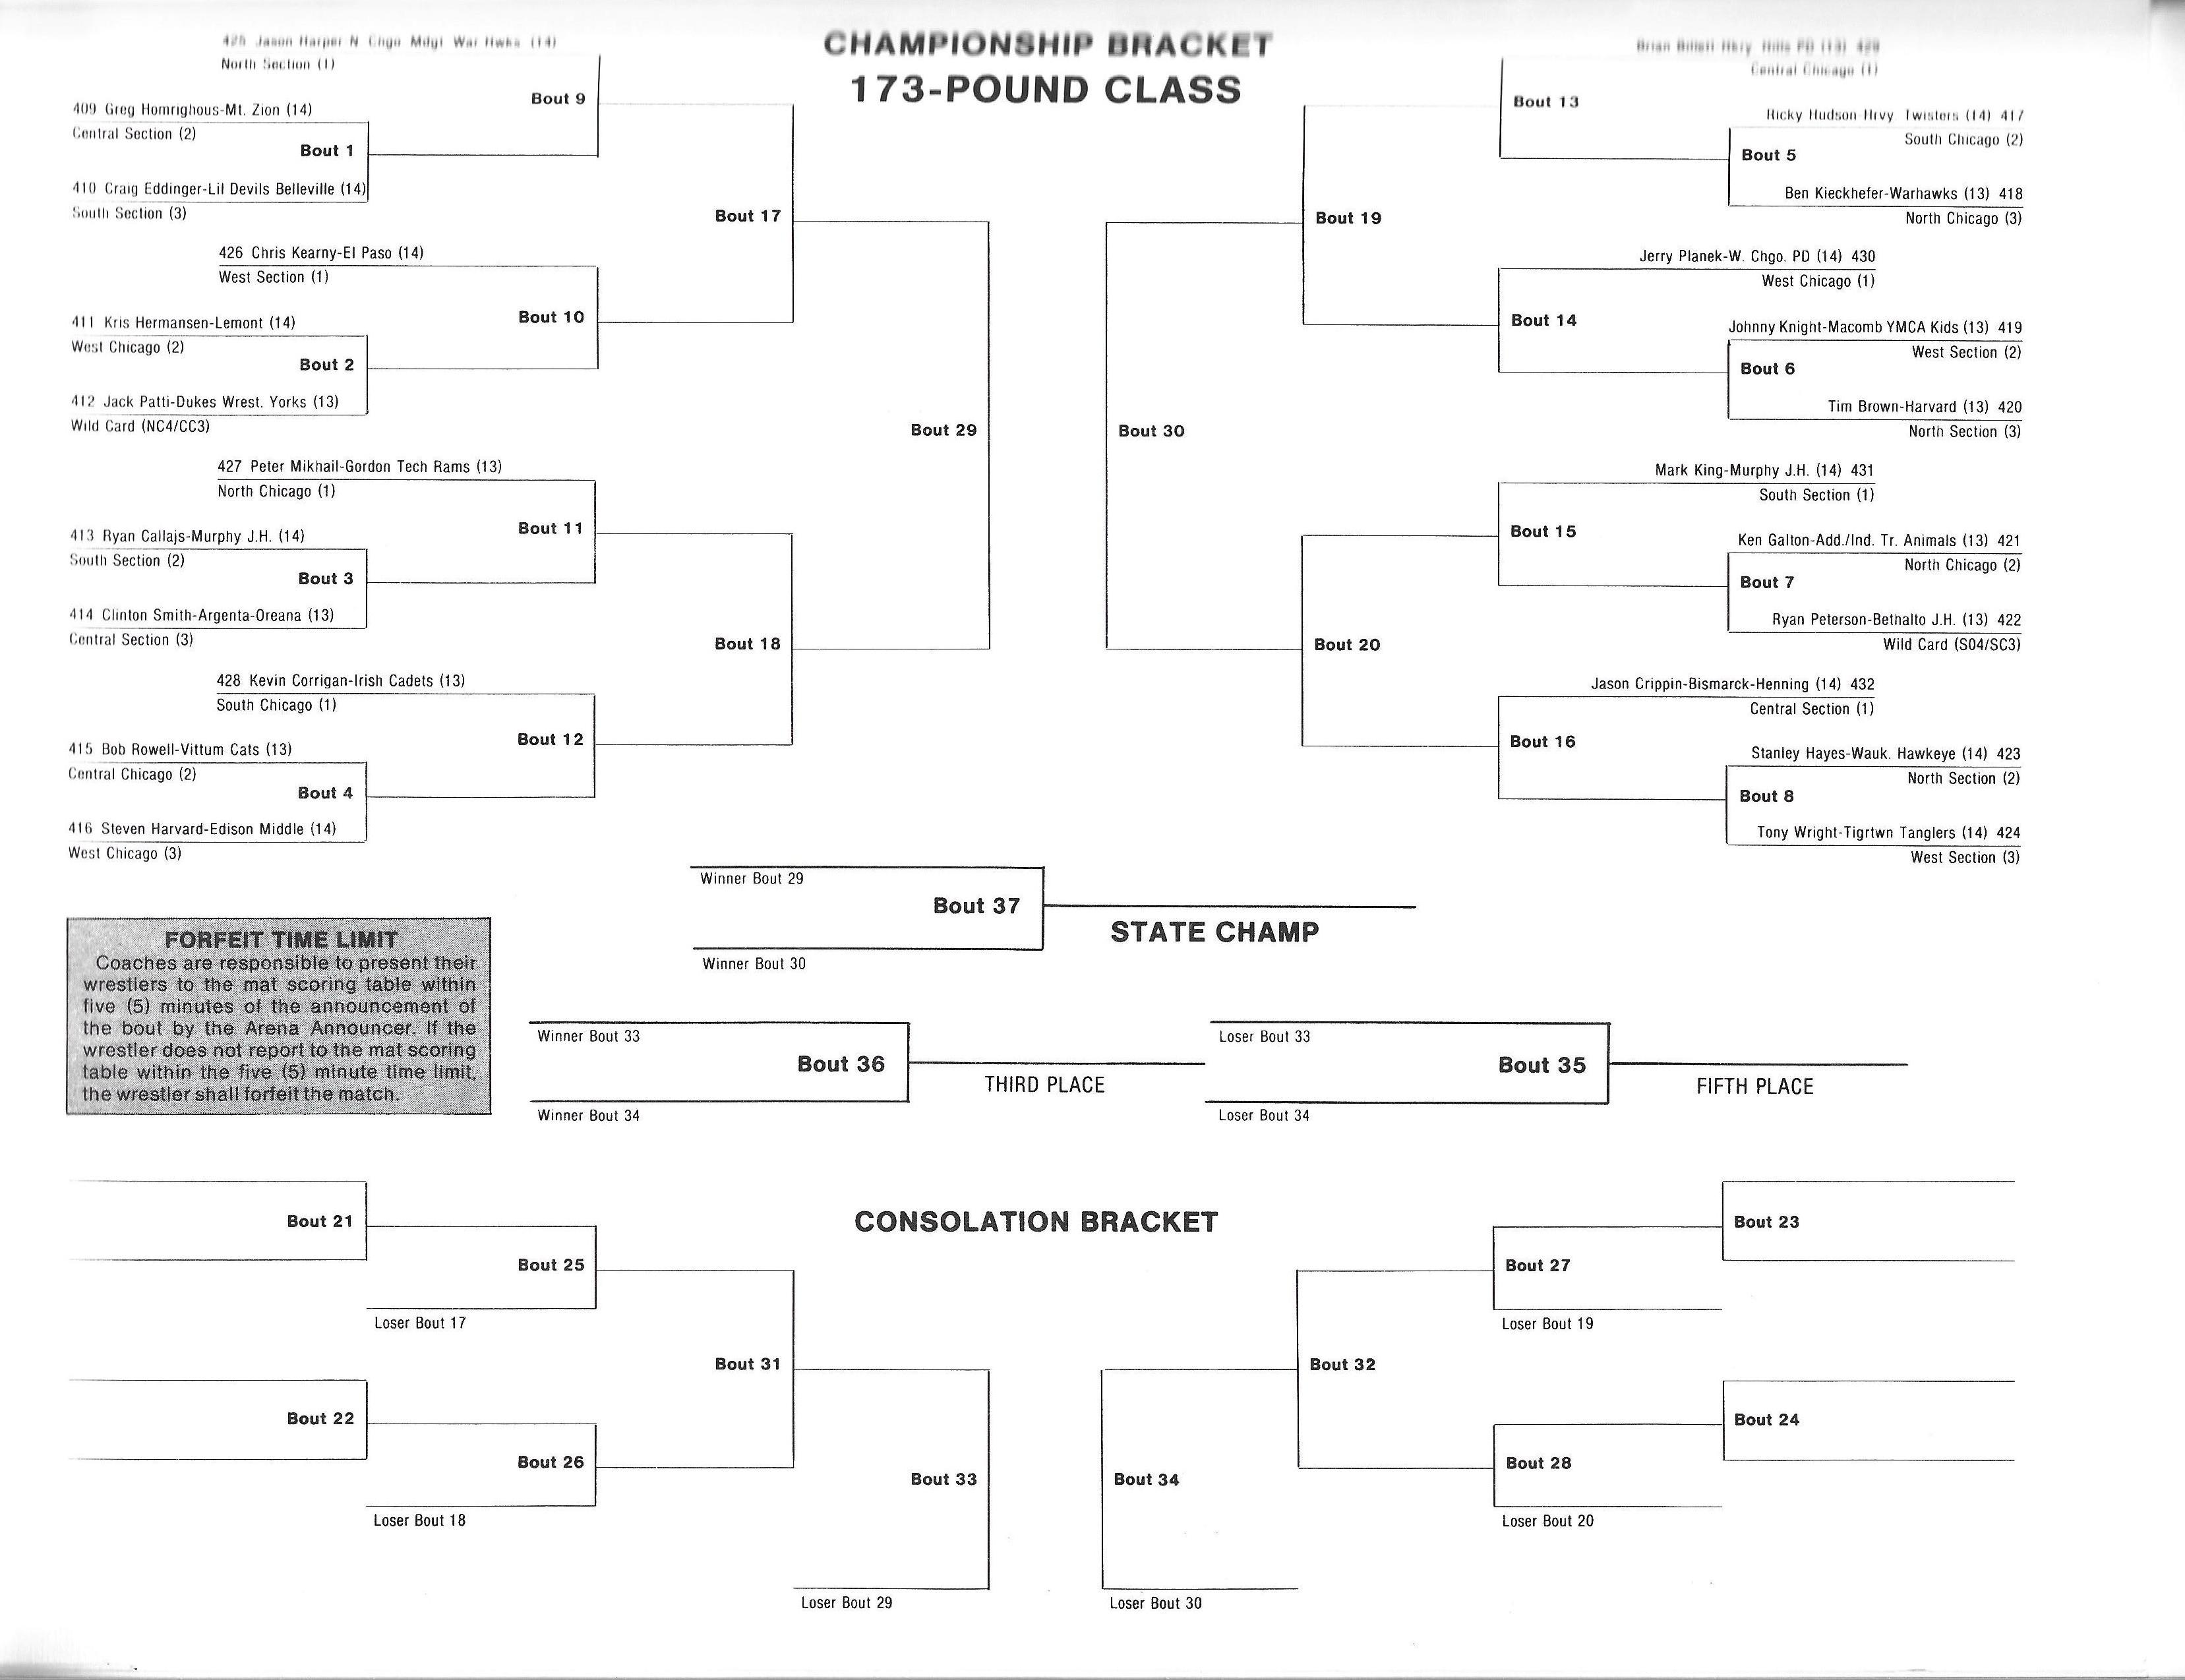 CHAMPIONSHIP BRACKET
173-POUND CLASS
425 Jason Harper N Chgo Mdgt War Hwks (14)
North Section (1)
Bout 9
409 Greg Homrighous-Mt. Zion (14)
Central Section (2)
Bout 1
410 Craig Eddinger-Lil Devils Belleville (14)
South Section (3)
Bout 17
426 Chris Kearny-El Paso (14)
West Section (1)
Bout 10
411 Kris Hermansen-Lemont (14)
West Chicago (2)
Bout 2
412 Jack Patti-Dukes Wrest. Yorks (13)
Wild Card (NC4/CC3)
Bout 29
427 Peter Mikhail-Gordon Tech Rams (13)
North Chicago (1)
Bout 11
413 Ryan Callajs-Murphy J.H. (14)
South Section (2)
Bout 3
414 Clinton Smith-Argenta-Oreana (13)
Central Section (3)
Bout 18
428 Kevin Corrigan-Irish Cadets (13)
South Chicago (1)
Bout 12
415 Bob Rowell-Vittum Cats (13)
Central Chicago (2)
Bout 4
416 Steven Harvard-Edison Middle (14)
West Chicago (3)
Brian Hills PD (13) 429
Central Chicago (1)
Bout 13
Ricky Hudson Hrvy Twisters (14) 417
South Chicago (2)
Bout 5
Ben Kieckhefer-Warhawks (13) 418
North Chicago (3)
Bout 19
Jerry Planek-W. Chgo. PD (14) 430
West Chicago (1)
Bout 14
Johnny Knight-Macomb YMCA Kids (13) 419
West Section (2)
Bout 6
Tim Brown-Harvard (13) 420
North Section (3)
Bout 30
Mark King-Murphy J.H. (14) 431
South Section (1)
Bout 15
Ken Galton-Add./Ind. Tr. Animals (13) 421
North Chicago (2)
Bout 7
Ryan Peterson-Bethalto J.H. (13) 422
Wild Card (S04/SC3)
Bout 20
Jason Crippin-Bismarck-Henning (14) 432
Central Section (1)
Bout 16
Stanley Hayes-Wauk. Hawkeye (14) 423
North Section (2)
Bout 8
Tony Wright-Tigrtwn Tanglers (14) 424
West Section (3)
Winner Bout 29
Bout 37
STATE CHAMP
Winner Bout 30
FORFEIT TIME LIMIT
Coaches are responsible to present their
wrestlers to the mat scoring table within
five (5) minutes of the announcement of
the bout by the Arena Announcer. If the
wrestler does not report to the mat scoring
table within the five (5) minute time limit,
the wrestler shall forfeit the match.
Winner Bout 33
Bout 36
THIRD PLACE
Winner Bout 34
Loser Bout 33
Bout 35
FIFTH PLACE
Loser Bout 34
CONSOLATION BRACKET
Bout 21
Bout 25
Loser Bout 17
Bout 31
Bout 22
Bout 26
Loser Bout 18
Bout 33
Loser Bout 29
Bout 23
Bout 27
Loser Bout 19
Bout 32
Bout 24
Bout 28
Loser Bout 20
Bout 34
Loser Bout 30